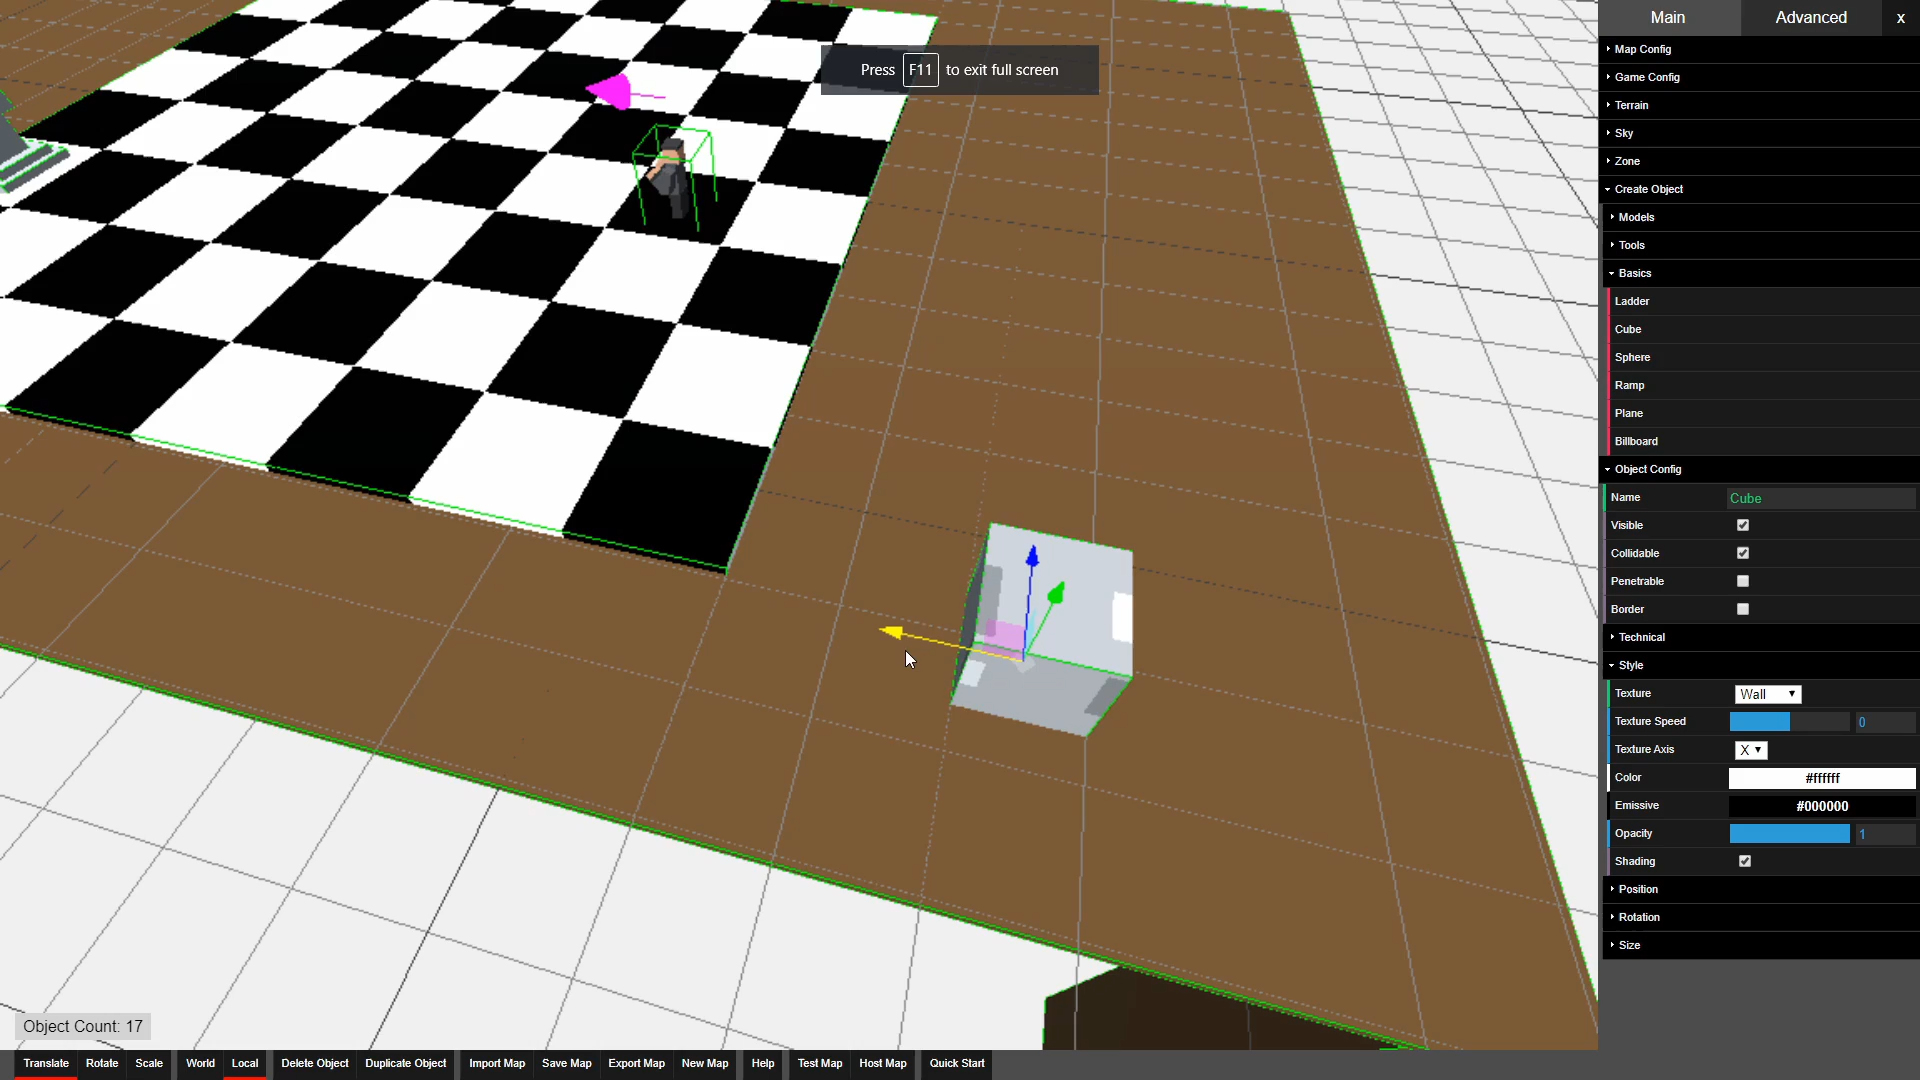 Main Advanced X
Map Config
Press F11 to exit full screen
Game Config
Terrain
Sky
Zone
Create Object
Models
Tools
Basics
Ladder
Cube
Sphere
Ramp
Plane
Billboard
Object Config
Name Cube
Visible
Collidable
Penetrable
Border
Technical
Style
Texture Wall
Texture Speed 0
Texture Axis X
Color #ffffff
Emissive #000000
Opacity 1
Shading
Position
Rotation
Size
Object Count: 17
Translate Rotate Scale World Local Delete Object Duplicate Object Import Map Save Map Export Map New Map Help Test Map Host Map Quick Start